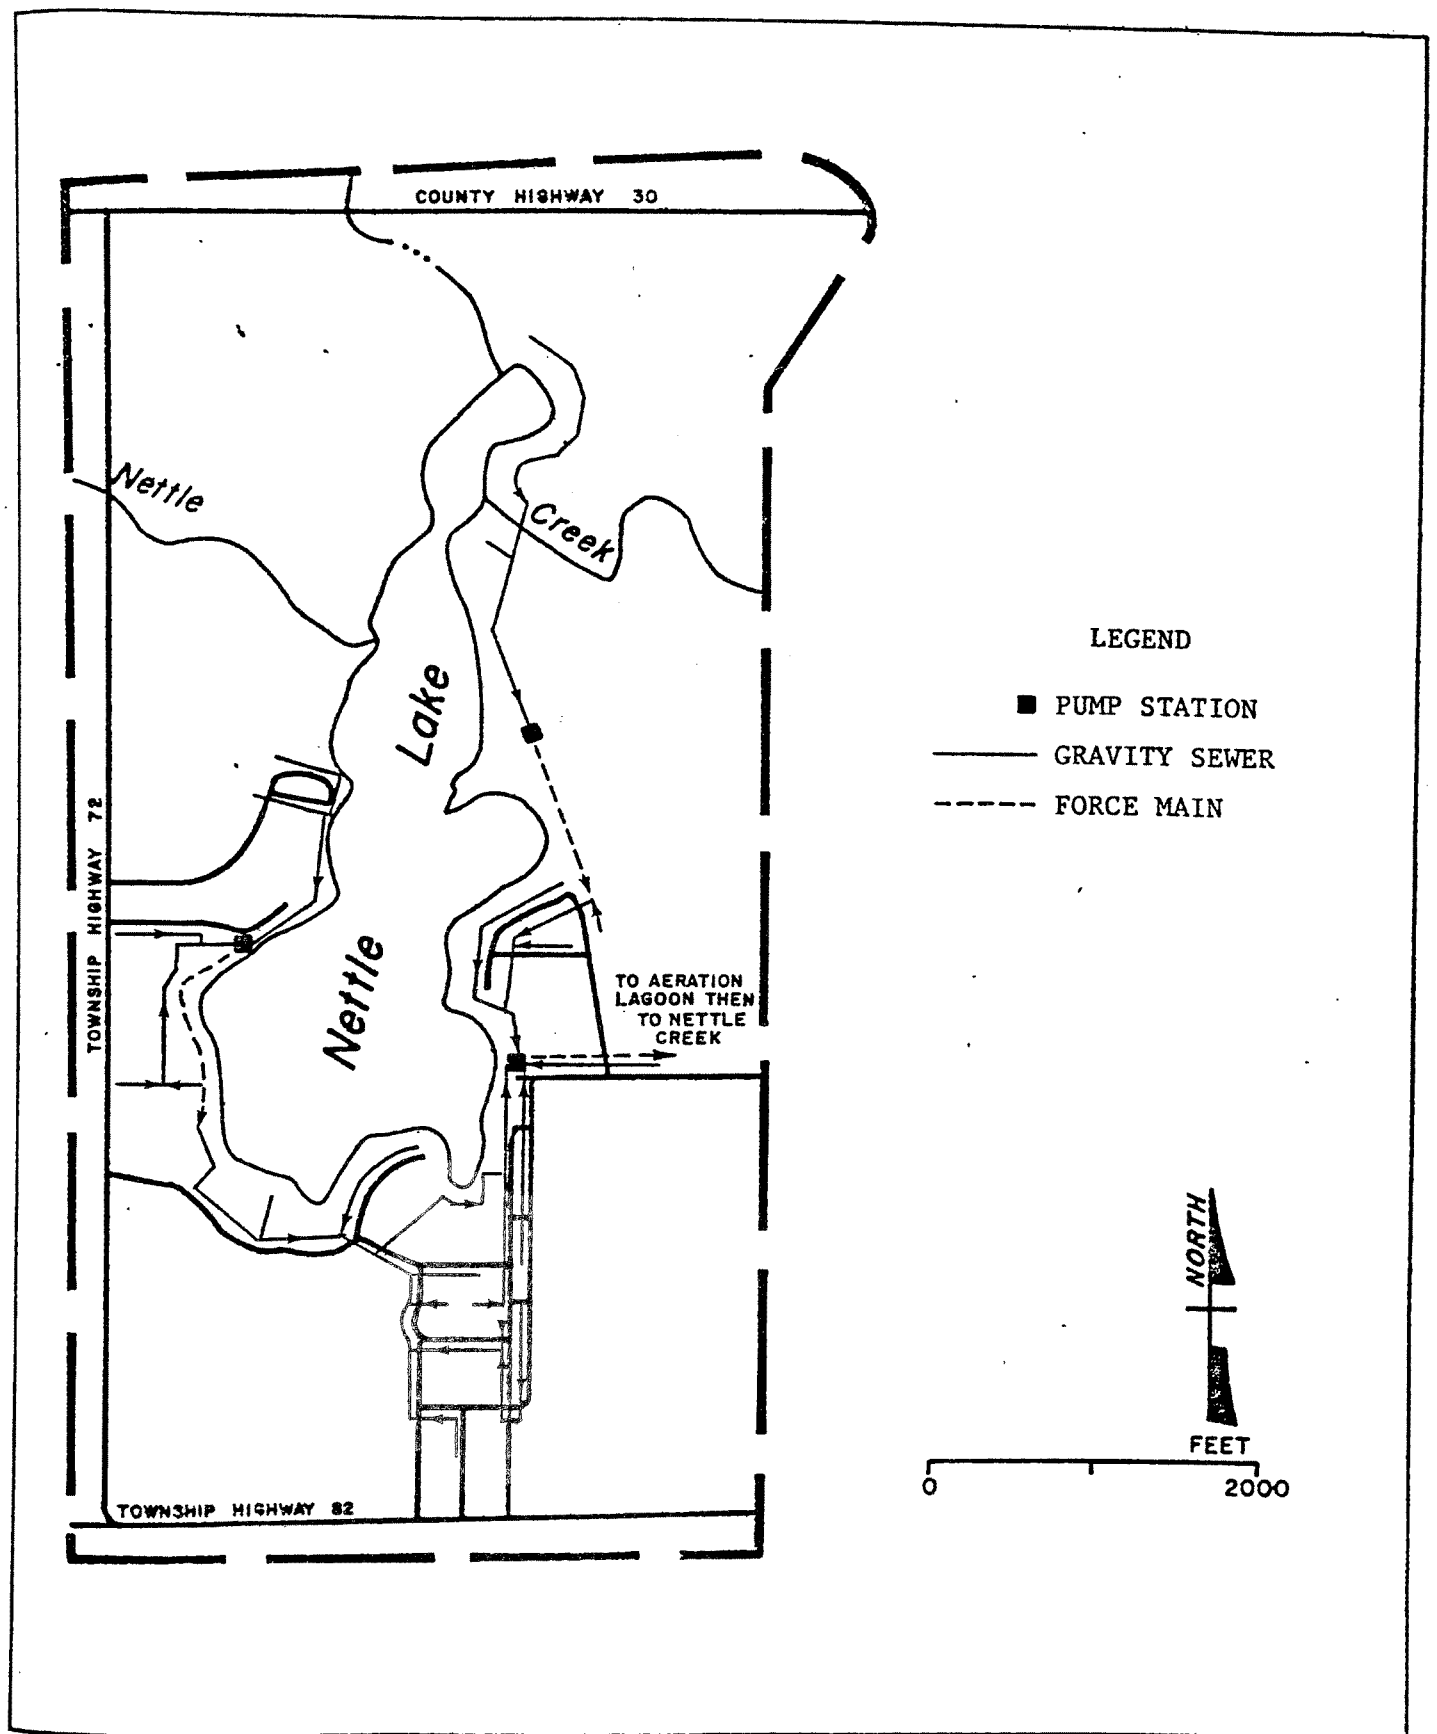 COUNTY HIGHWAY 30
Nettle
Creek
Lake
Nettle
TOWNSHIP HIGHWAY 72
TO AERATION
LAGOON THEN
TO NETTLE
CREEK
TOWNSHIP HIGHWAY 82
LEGEND
PUMP STATION
GRAVITY SEWER
FORCE MAIN
NORTH
FEET
0 2000